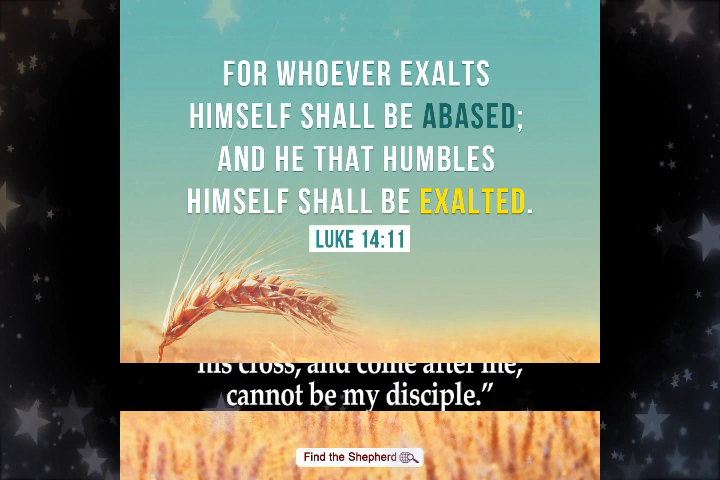 FOR WHOEVER EXALTS
HIMSELF SHALL BE ABASED;
AND HE THAT HUMBLES
HIMSELF SHALL BE EXALTED.
LUKE 14:11
his cross, and come after me,
cannot be my disciple.”
Find the Shepherd